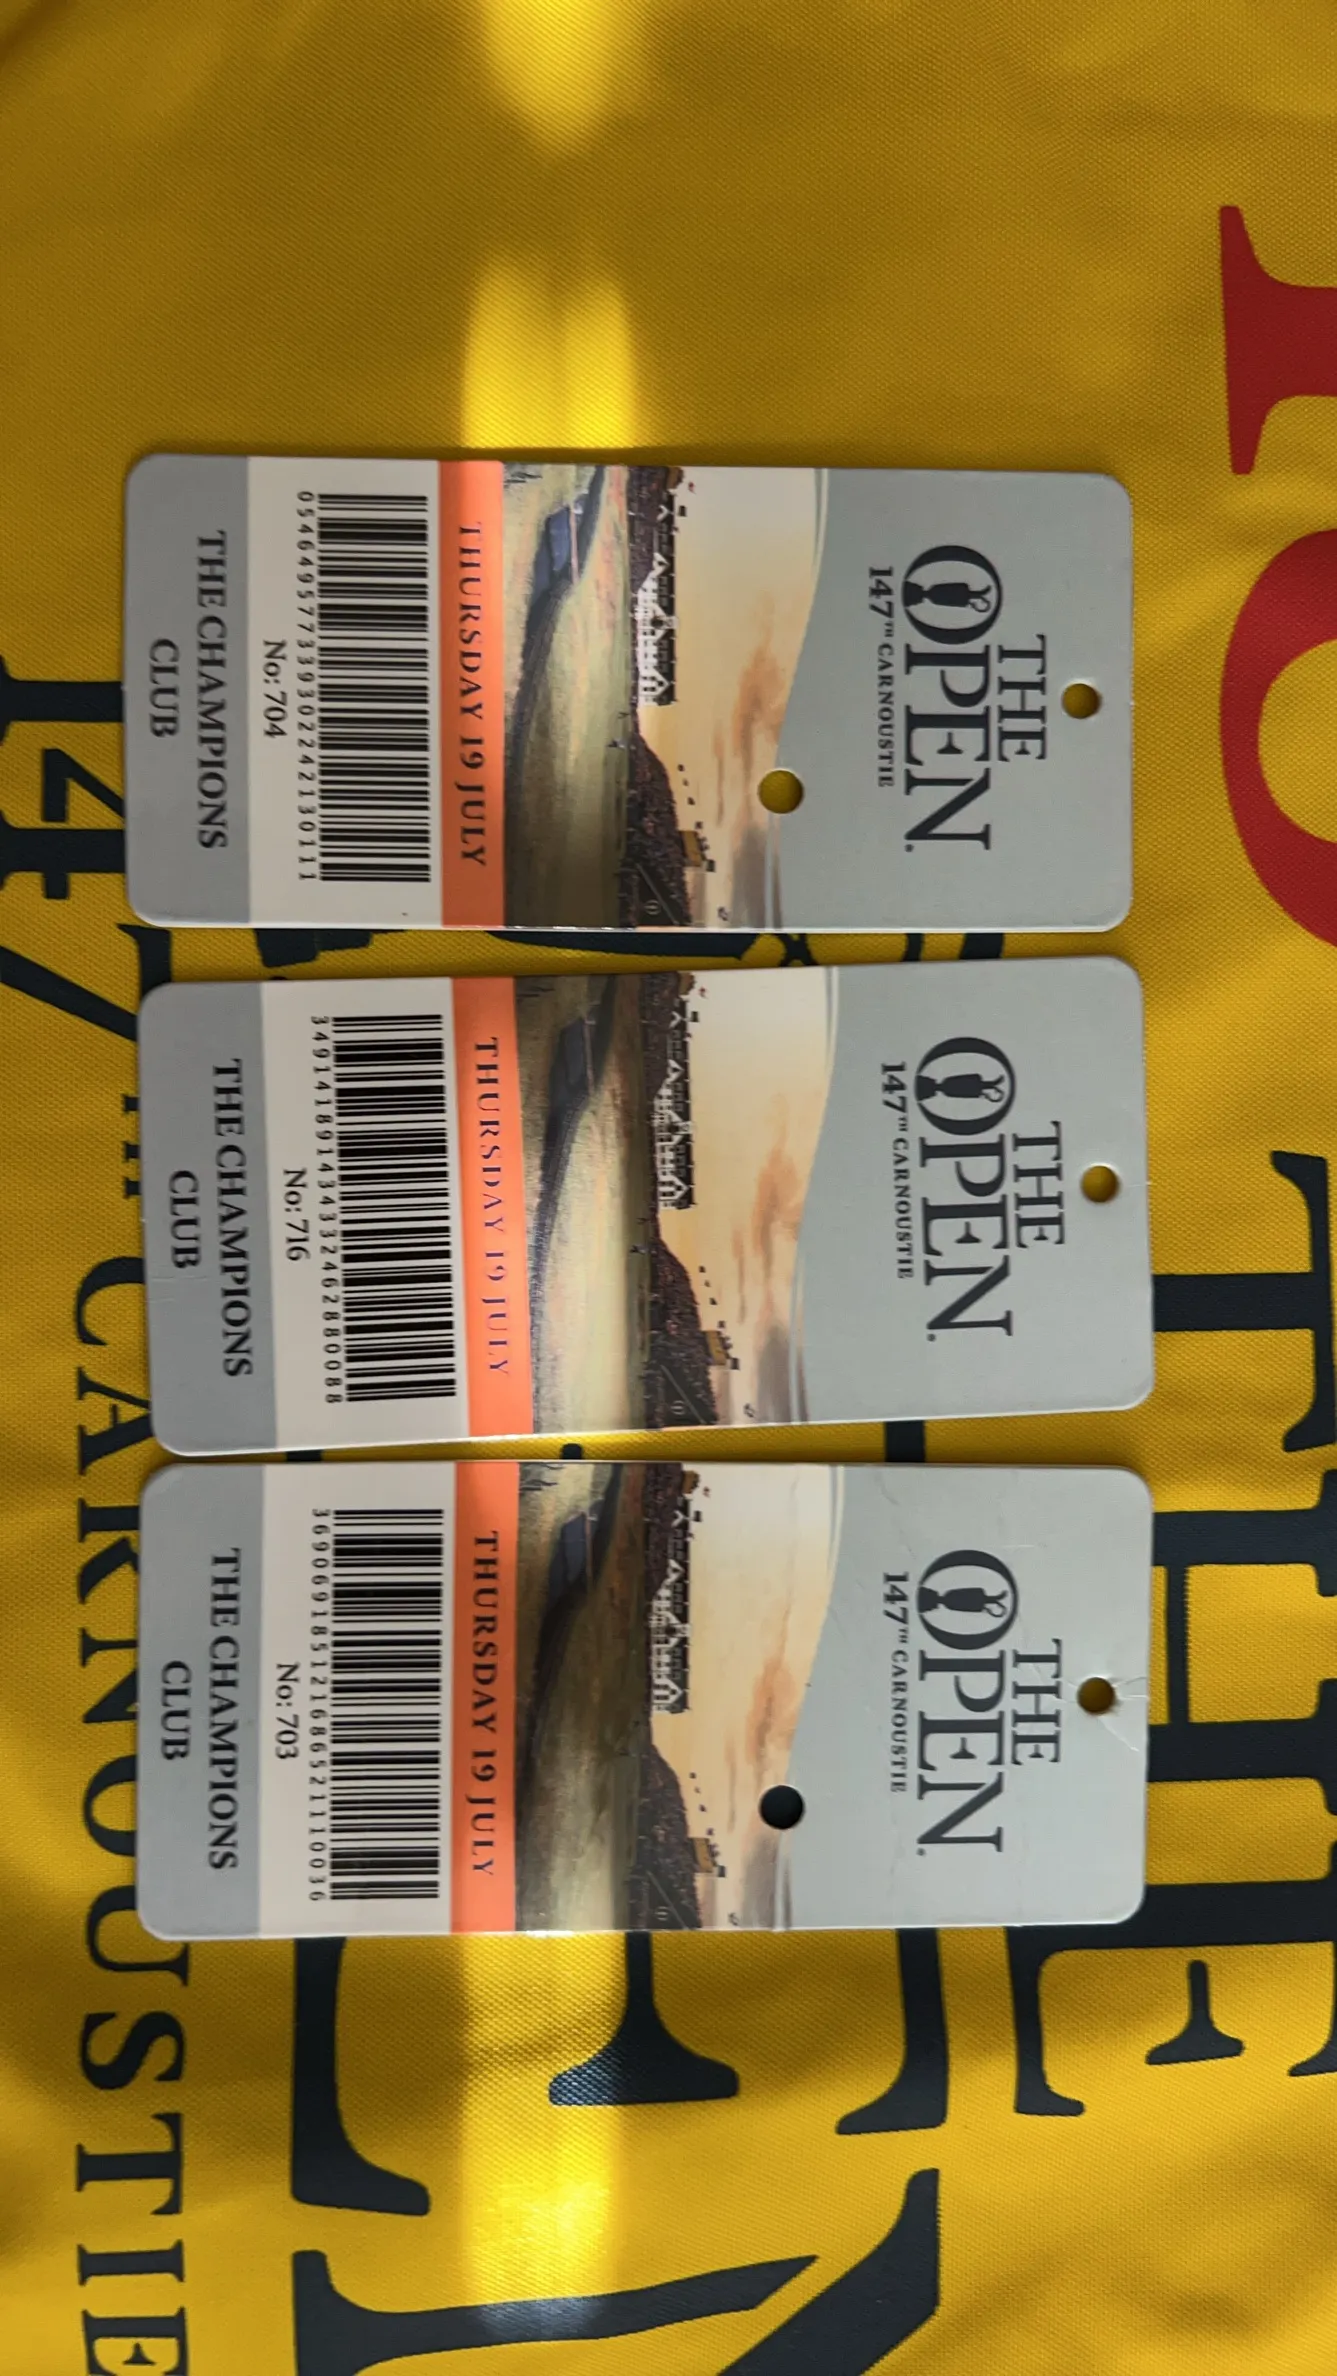 THE
OPEN
147TH CARNOUSTIE
THURSDAY 19 JULY
054649577339302242130111
No: 704
THE CHAMPIONS
CLUB
THE
OPEN
147TH CARNOUSTIE
THURSDAY 19 JULY
349141891434332462880088
No: 716
THE CHAMPIONS
CLUB
THE
OPEN
147TH CARNOUSTIE
THURSDAY 19 JULY
369069185121686521110036
No: 703
THE CHAMPIONS
CLUB
THE
147TH CARNOUSTIE